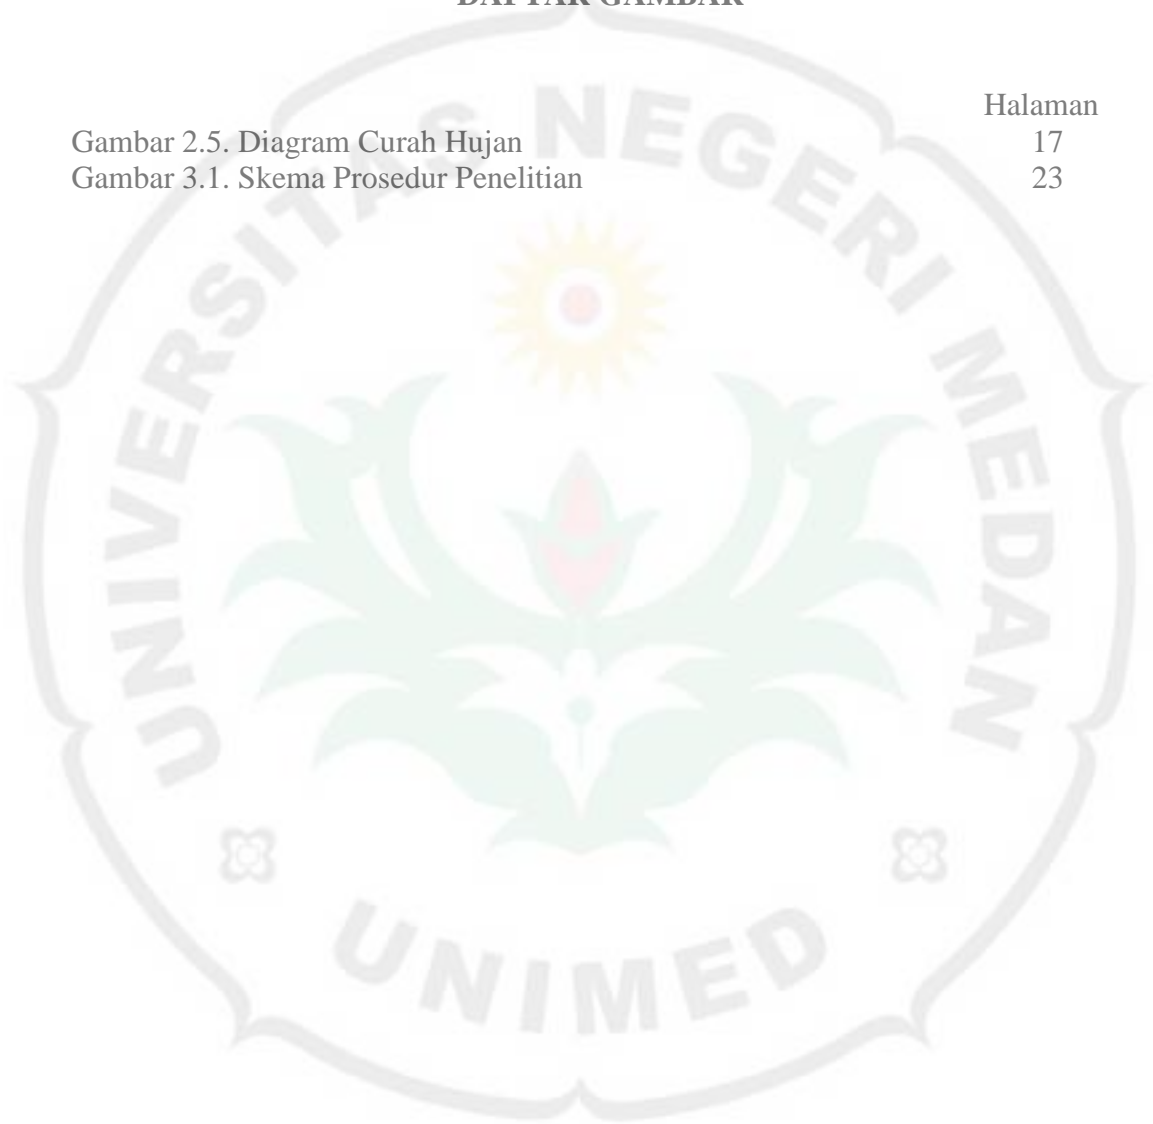 DAFTAR GAMBAR
Halaman
Gambar 2.5. Diagram Curah Hujan 17
Gambar 3.1. Skema Prosedur Penelitian 23
UNIVERSITAS NEGERI MEDAN
UNIMED